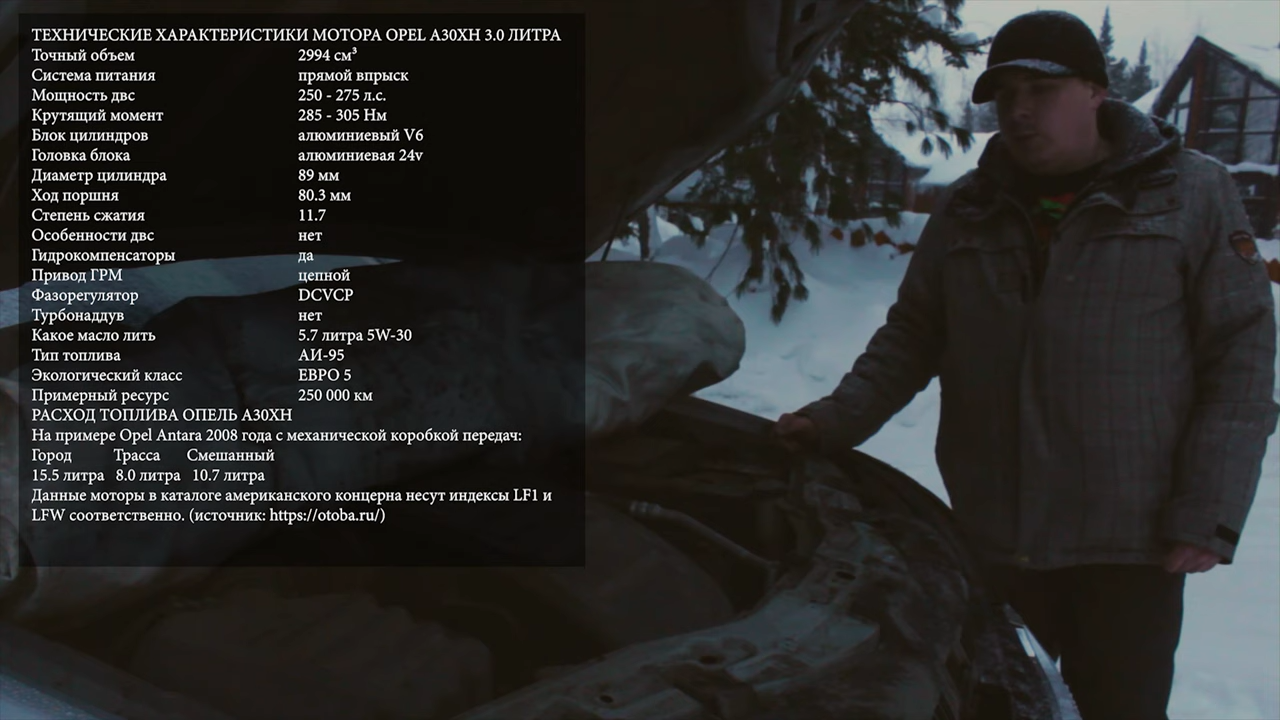 ТЕХНИЧЕСКИЕ ХАРАКТЕРИСТИКИ МОТОРА OPEL A30XH 3.0 ЛИТРА
Точный объем 2994 см³
Система питания прямой впрыск
Мощность двс 250 - 275 л.с.
Крутящий момент 285 - 305 Нм
Блок цилиндров алюминиевый V6
Головка блока алюминиевая 24v
Диаметр цилиндра 89 мм
Ход поршня 80.3 мм
Степень сжатия 11.7
Особенности двс нет
Гидрокомпенсаторы да
Привод ГРМ цепной
Фазорегулятор DCVCP
Турбонаддув нет
Какое масло лить 5.7 литра 5W-30
Тип топлива АИ-95
Экологический класс ЕВРО 5
Примерный ресурс 250 000 км
РАСХОД ТОПЛИВА ОПЕЛЬ A30XH
На примере Opel Antara 2008 года с механической коробкой передач:
Город Трасса Смешанный
15.5 литра 8.0 литра 10.7 литра
Данные моторы в каталоге американского концерна несут индексы LF1 и
LFW соответственно. (источник: https://otoba.ru/)